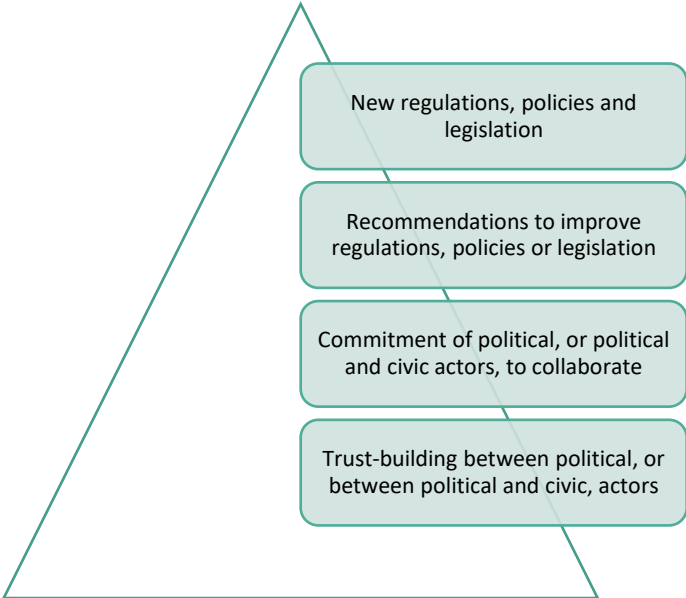 New regulations, policies and
legislation
Recommendations to improve
regulations, policies or legislation
Commitment of political, or political
and civic actors, to collaborate
Trust-building between political, or
between political and civic, actors